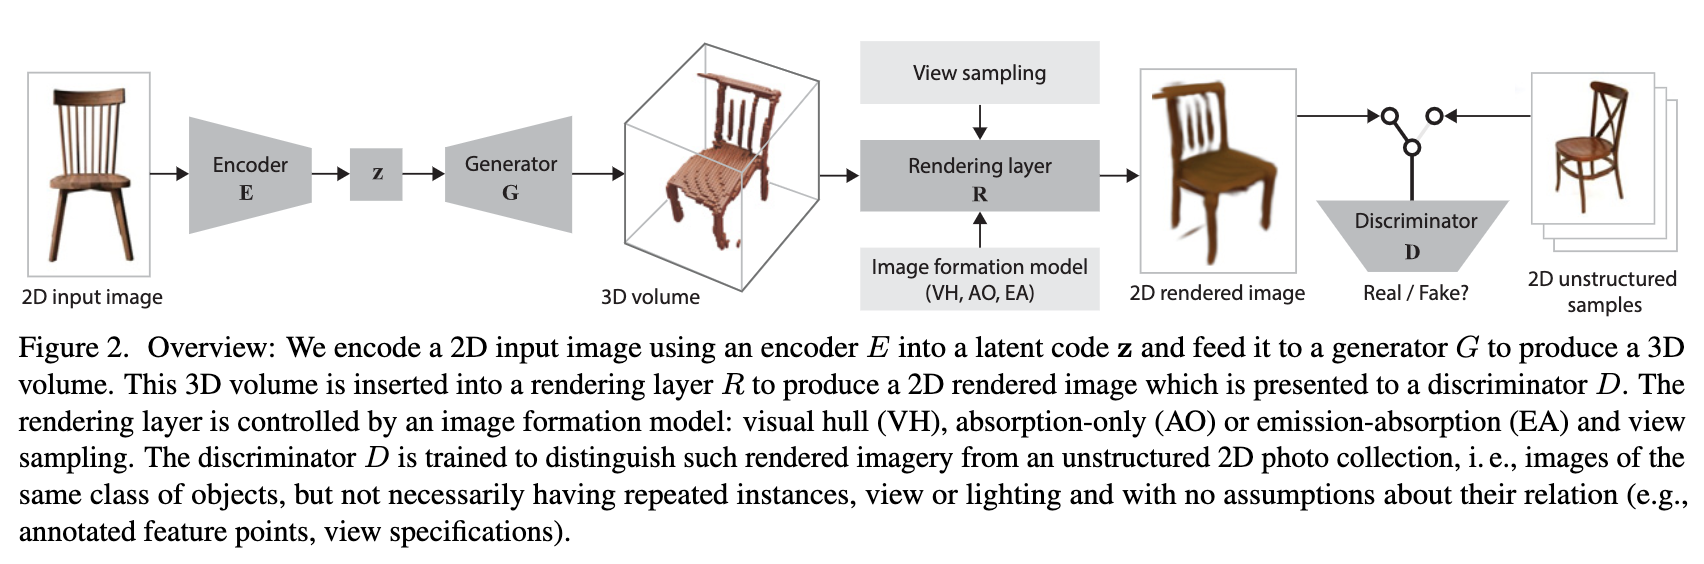 View sampling
Encoder
E
z
Generator
G
Rendering layer
R
Image formation model
(VH, AO, EA)
Discriminator
D
2D input image
3D volume
2D rendered image
Real / Fake?
2D unstructured
samples
Figure 2. Overview: We encode a 2D input image using an encoder E into a latent code z and feed it to a generator G to produce a 3D
volume. This 3D volume is inserted into a rendering layer R to produce a 2D rendered image which is presented to a discriminator D. The
rendering layer is controlled by an image formation model: visual hull (VH), absorption-only (AO) or emission-absorption (EA) and view
sampling. The discriminator D is trained to distinguish such rendered imagery from an unstructured 2D photo collection, i. e., images of the
same class of objects, but not necessarily having repeated instances, view or lighting and with no assumptions about their relation (e.g.,
annotated feature points, view specifications).